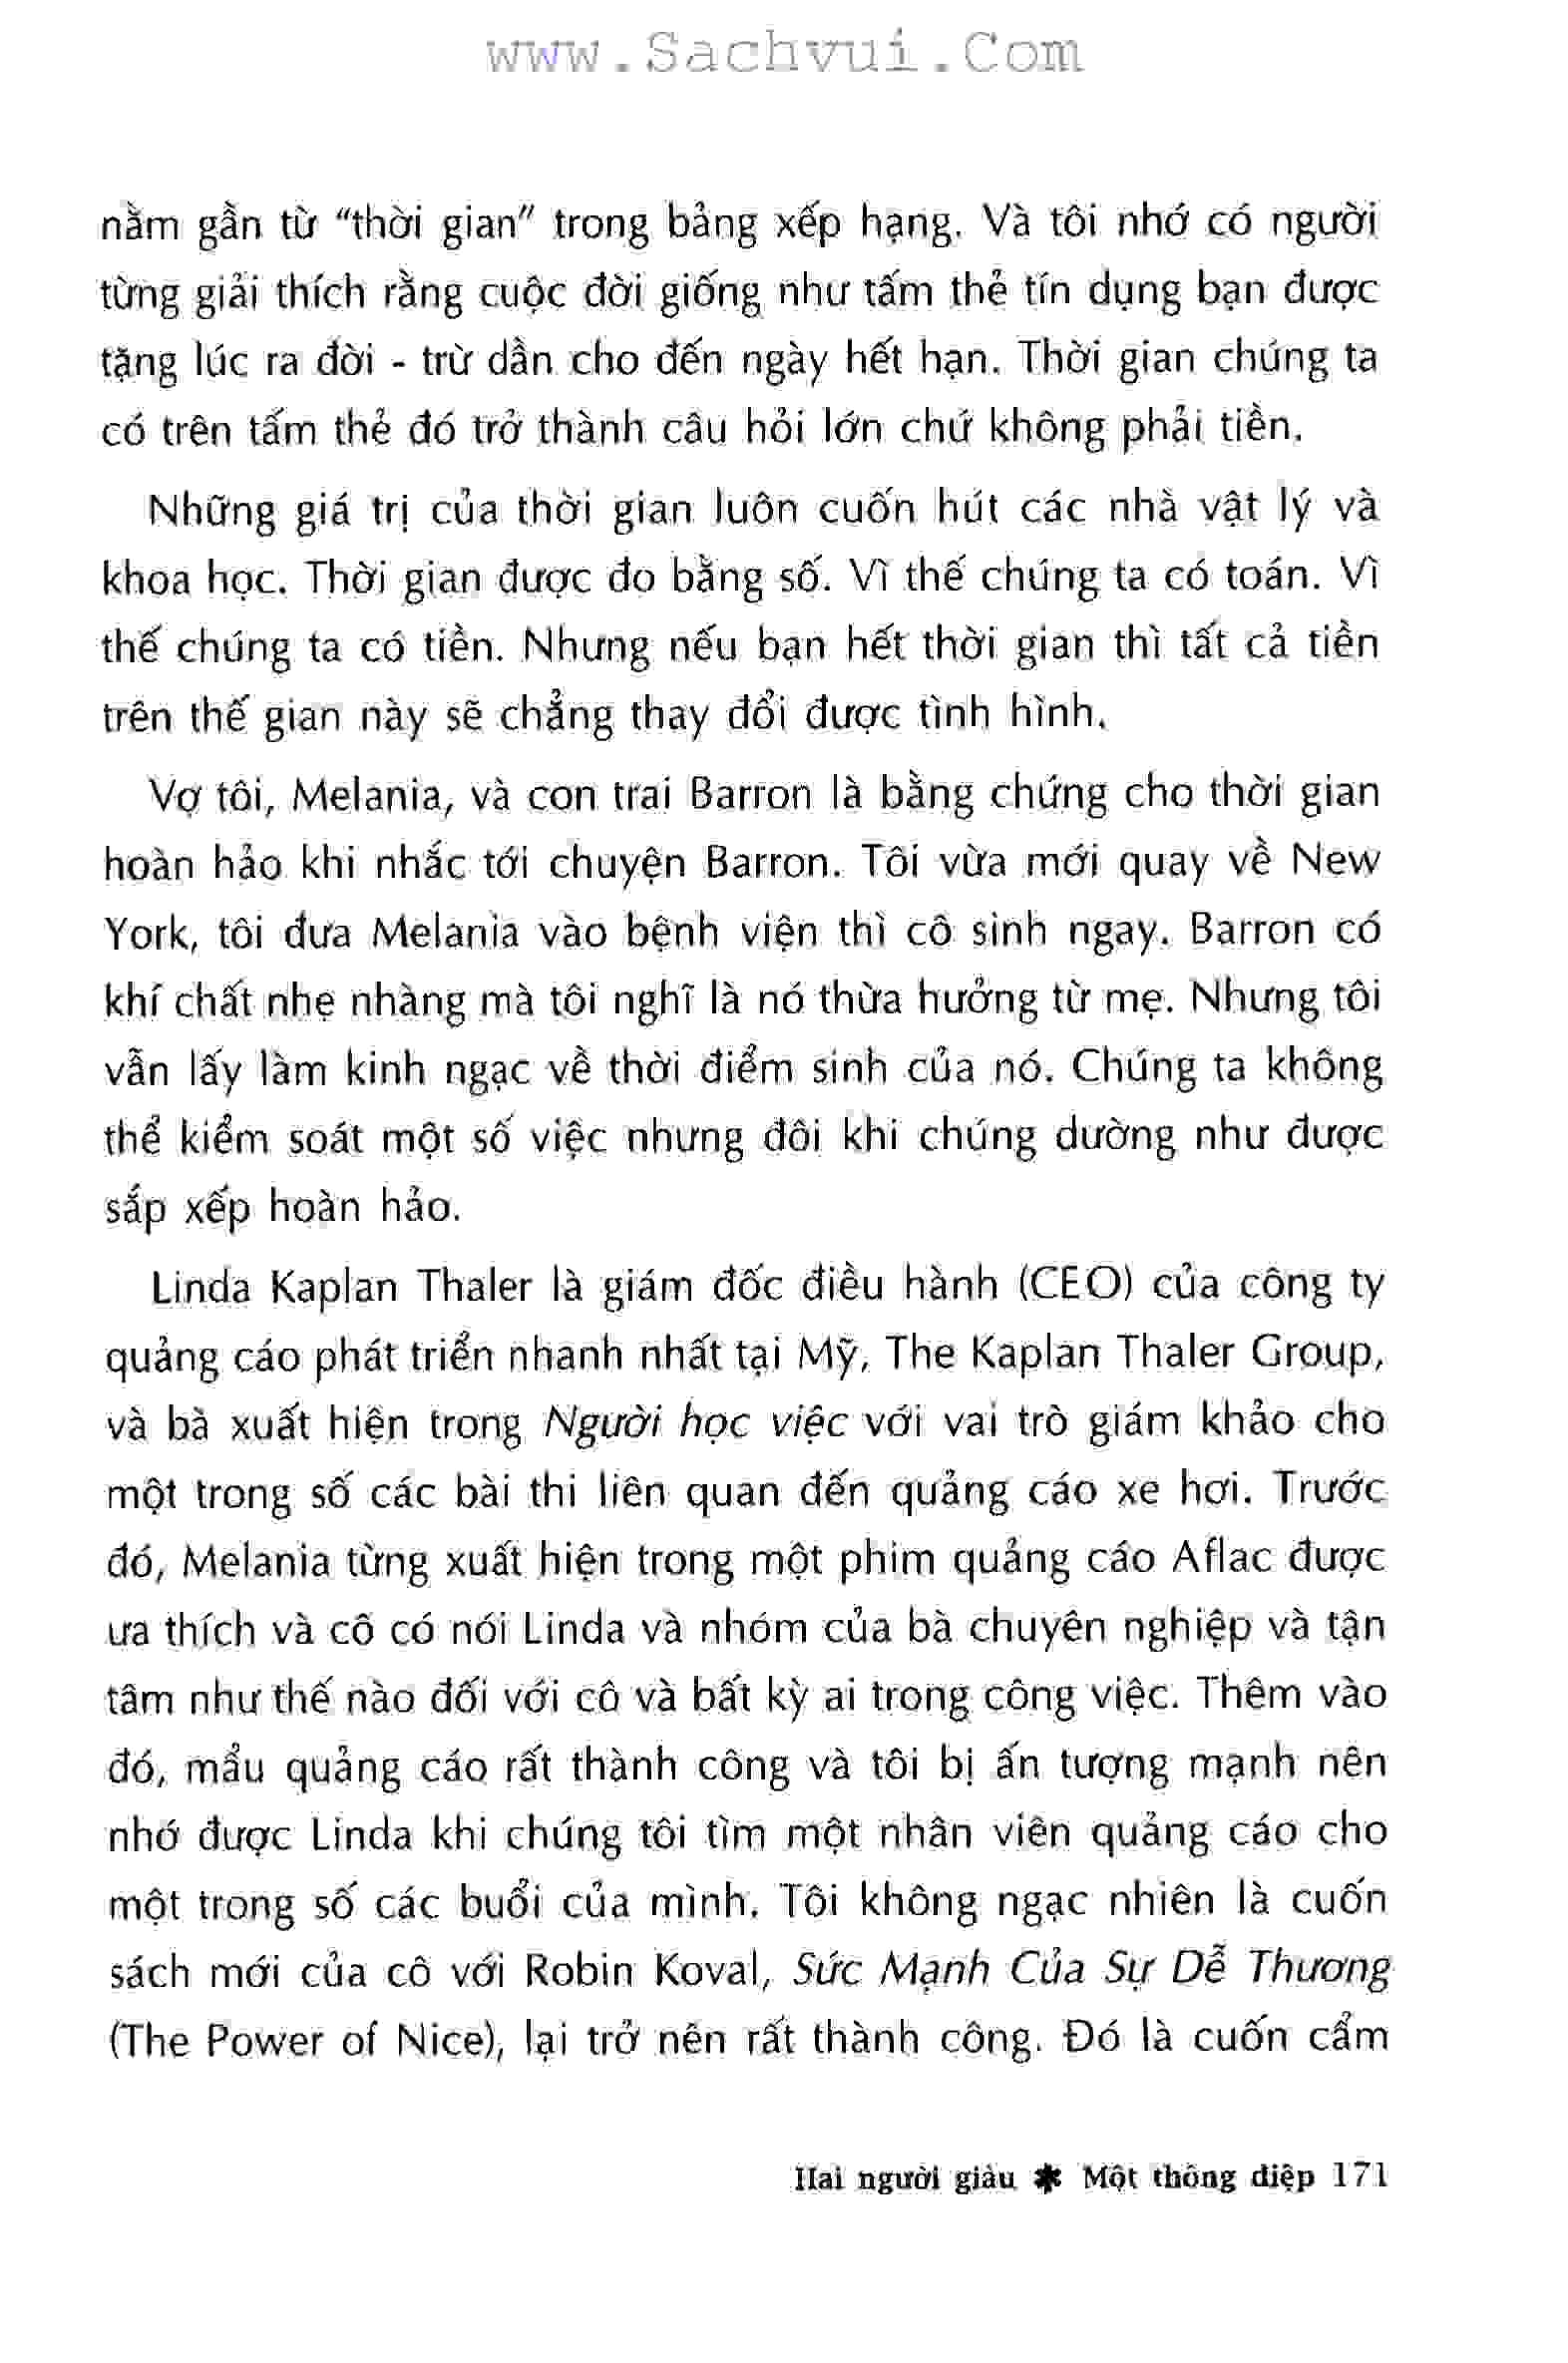 www.Sachvui.Com
nằm gần từ “thời gian” trong bảng xếp hạng. Và tôi nhớ có người
từng giải thích rằng cuộc đời giống như tấm thẻ tín dụng bạn được
tặng lúc ra đời - trừ dần cho đến ngày hết hạn. Thời gian chúng ta
có trên tấm thẻ đó trở thành câu hỏi lớn chứ không phải tiền.
Những giá trị của thời gian luôn cuốn hút các nhà vật lý và
khoa học. Thời gian được đo bằng số. Vì thế chúng ta có toán. Vì
thế chúng ta có tiền. Nhưng nếu bạn hết thời gian thì tất cả tiền
trên thế gian này sẽ chẳng thay đổi được tình hình.
Vợ tôi, Melania, và con trai Barron là bằng chứng cho thời gian
hoàn hảo khi nhắc tới chuyện Barron. Tôi vừa mới quay về New
York, tôi đưa Melania vào bệnh viện thì cô sinh ngay. Barron có
khí chất nhẹ nhàng mà tôi nghĩ là nó thừa hưởng từ mẹ. Nhưng tôi
vẫn lấy làm kinh ngạc về thời điểm sinh của nó. Chúng ta không
thể kiểm soát một số việc nhưng đôi khi chúng dường như được
sắp xếp hoàn hảo.
Linda Kaplan Thaler là giám đốc điều hành (CEO) của công ty
quảng cáo phát triển nhanh nhất tại Mỹ, The Kaplan Thaler Group,
và bà xuất hiện trong Người học việc với vai trò giám khảo cho
một trong số các bài thi liên quan đến quảng cáo xe hơi. Trước
đó, Melania từng xuất hiện trong một phim quảng cáo Aflac được
ưa thích và cô có nói Linda và nhóm của bà chuyên nghiệp và tận
tâm như thế nào đối với cô và bất kỳ ai trong công việc. Thêm vào
đó, mẩu quảng cáo rất thành công và tôi bị ấn tượng mạnh nên
nhớ được Linda khi chúng tôi tìm một nhân viên quảng cáo cho
một trong số các buổi của mình. Tôi không ngạc nhiên là cuốn
sách mới của cô với Robin Koval, Sức Mạnh Của Sự Dễ Thương
(The Power of Nice), lại trở nên rất thành công. Đó là cuốn cẩm
Hai người giàu ✱ Một thông điệp 171